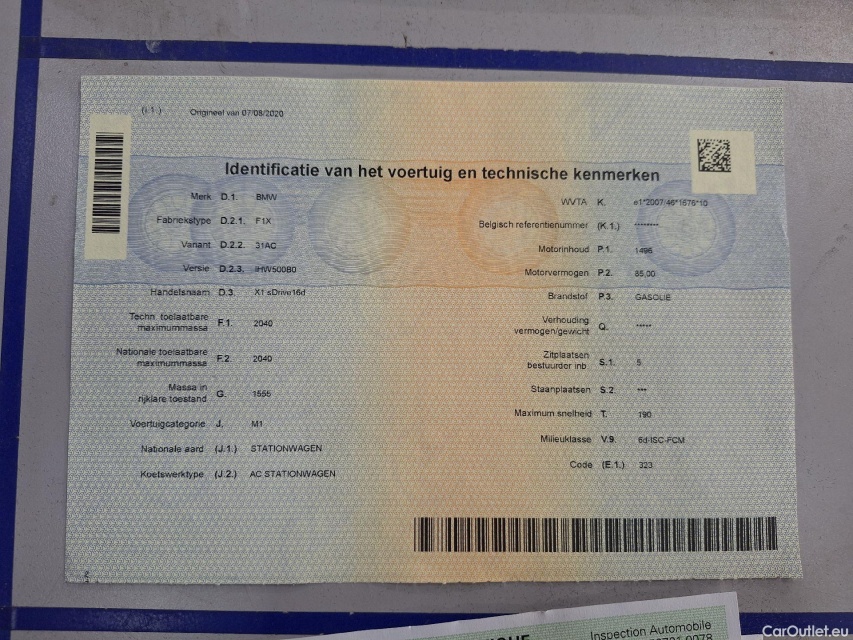 (i.1.) Origineel van 07/08/2020
Identificatie van het voertuig en technische kenmerken
Merk D.1. BMW
Fabriekstype D.2.1. F1X
Variant D.2.2. 31AC
Versie D.2.3. IHW500B0
Handelsnaam D.3. X1 sDrive16d
Techn. toelaatbare
maximummassa F.1. 2040
Nationale toelaatbare
maximummassa F.2. 2040
Massa in
rijklare toestand G. 1555
Voertuigcategorie J. M1
Nationale aard (J.1.) STATIONWAGEN
Koetswerktype (J.2.) AC STATIONWAGEN
WVTA K. e1*2007/46*1676*10
Belgisch referentienummer (K.1.) --------
Motorinhoud P.1. 1496
Motorvermogen P.2. 85,00
Brandstof P.3. GASOLIE
Verhouding
vermogen/gewicht Q. -----
Zitplaatsen
bestuurder inb. S.1. 5
Staanplaatsen S.2. ---
Maximum snelheid T. 190
Milieuklasse V.9. 6d-ISC-FCM
Code (E.1.) 323
Inspection Automobile
CarOutlet.eu